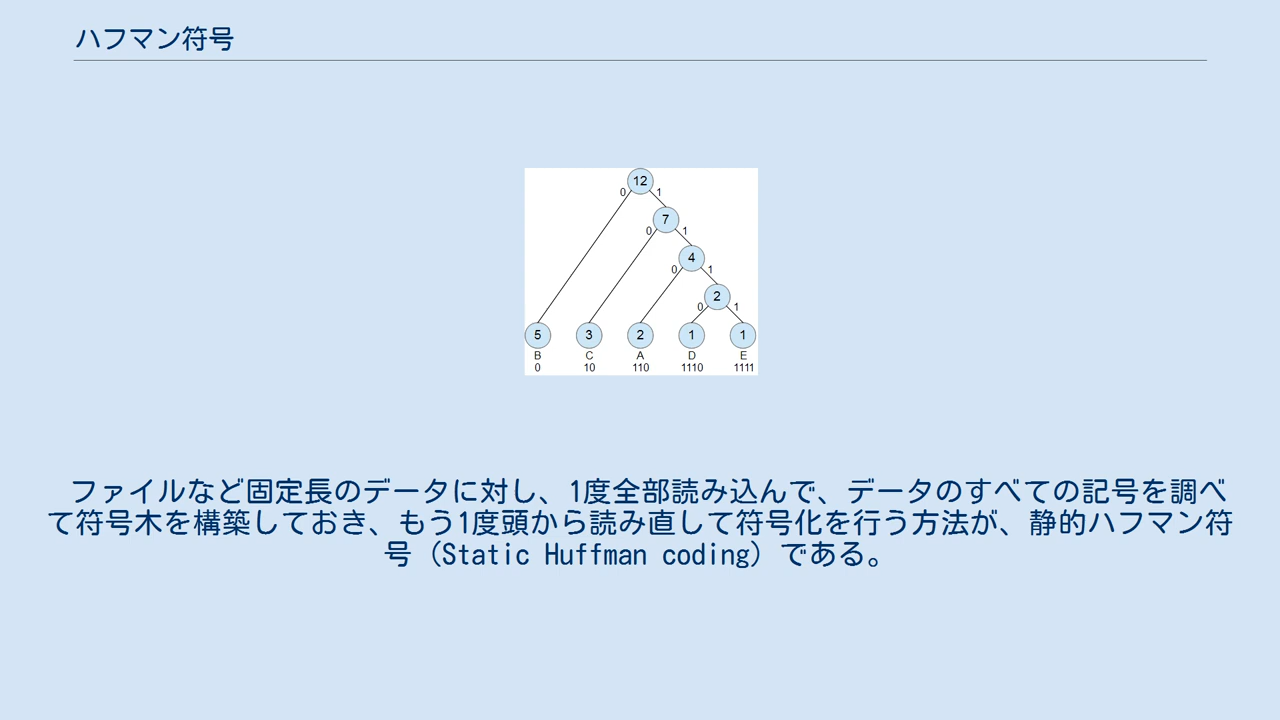 ハフマン符号
12
0 1
7
0 1
4
0 1
2
0 1
5 3 2 1 1
B C A D E
0 10 110 1110 1111
ファイルなど固定長のデータに対し、1度全部読み込んで、データのすべての記号を調べ
て符号木を構築しておき、もう1度頭から読み直して符号化を行う方法が、静的ハフマン符
号（Static Huffman coding）である。